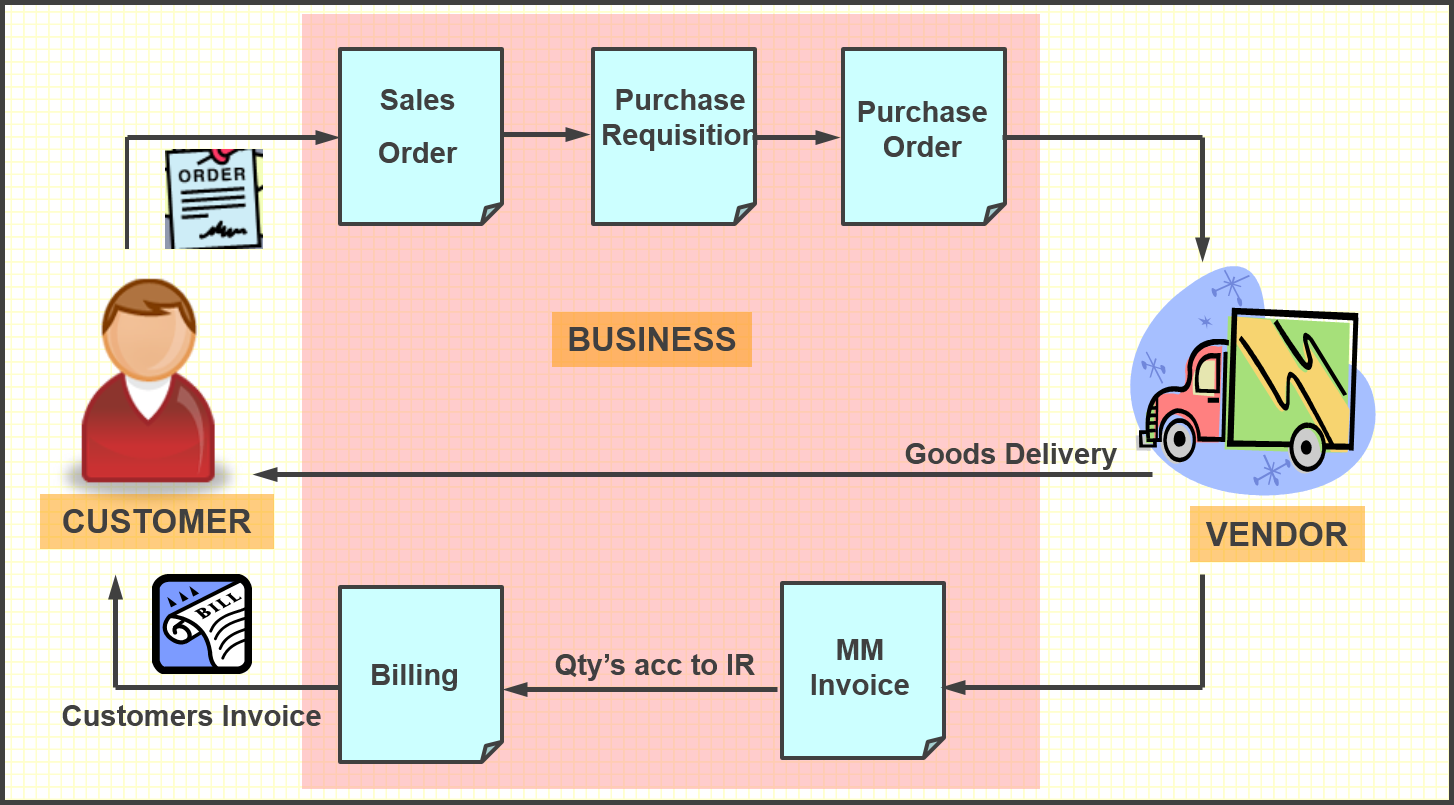 Sales
Order
Purchase
Requisition
Purchase
Order
ORDER
BUSINESS
Goods Delivery
CUSTOMER
VENDOR
BILL
Billing
Qty’s acc to IR
MM
Invoice
Customers Invoice